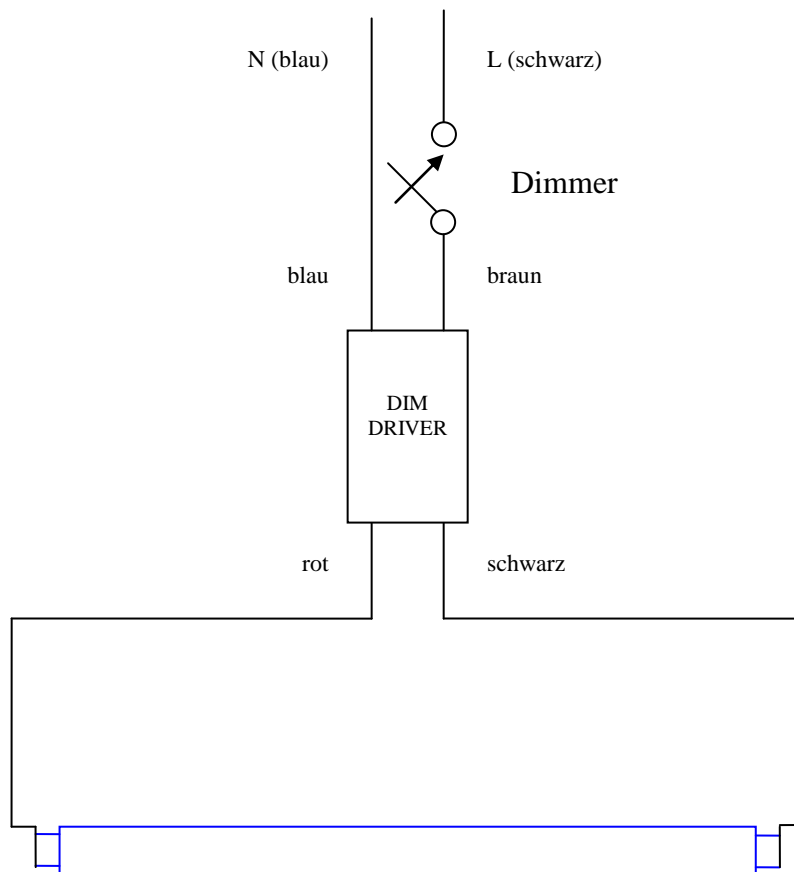 N (blau)
L (schwarz)
Dimmer
blau
braun
DIM
DRIVER
rot
schwarz